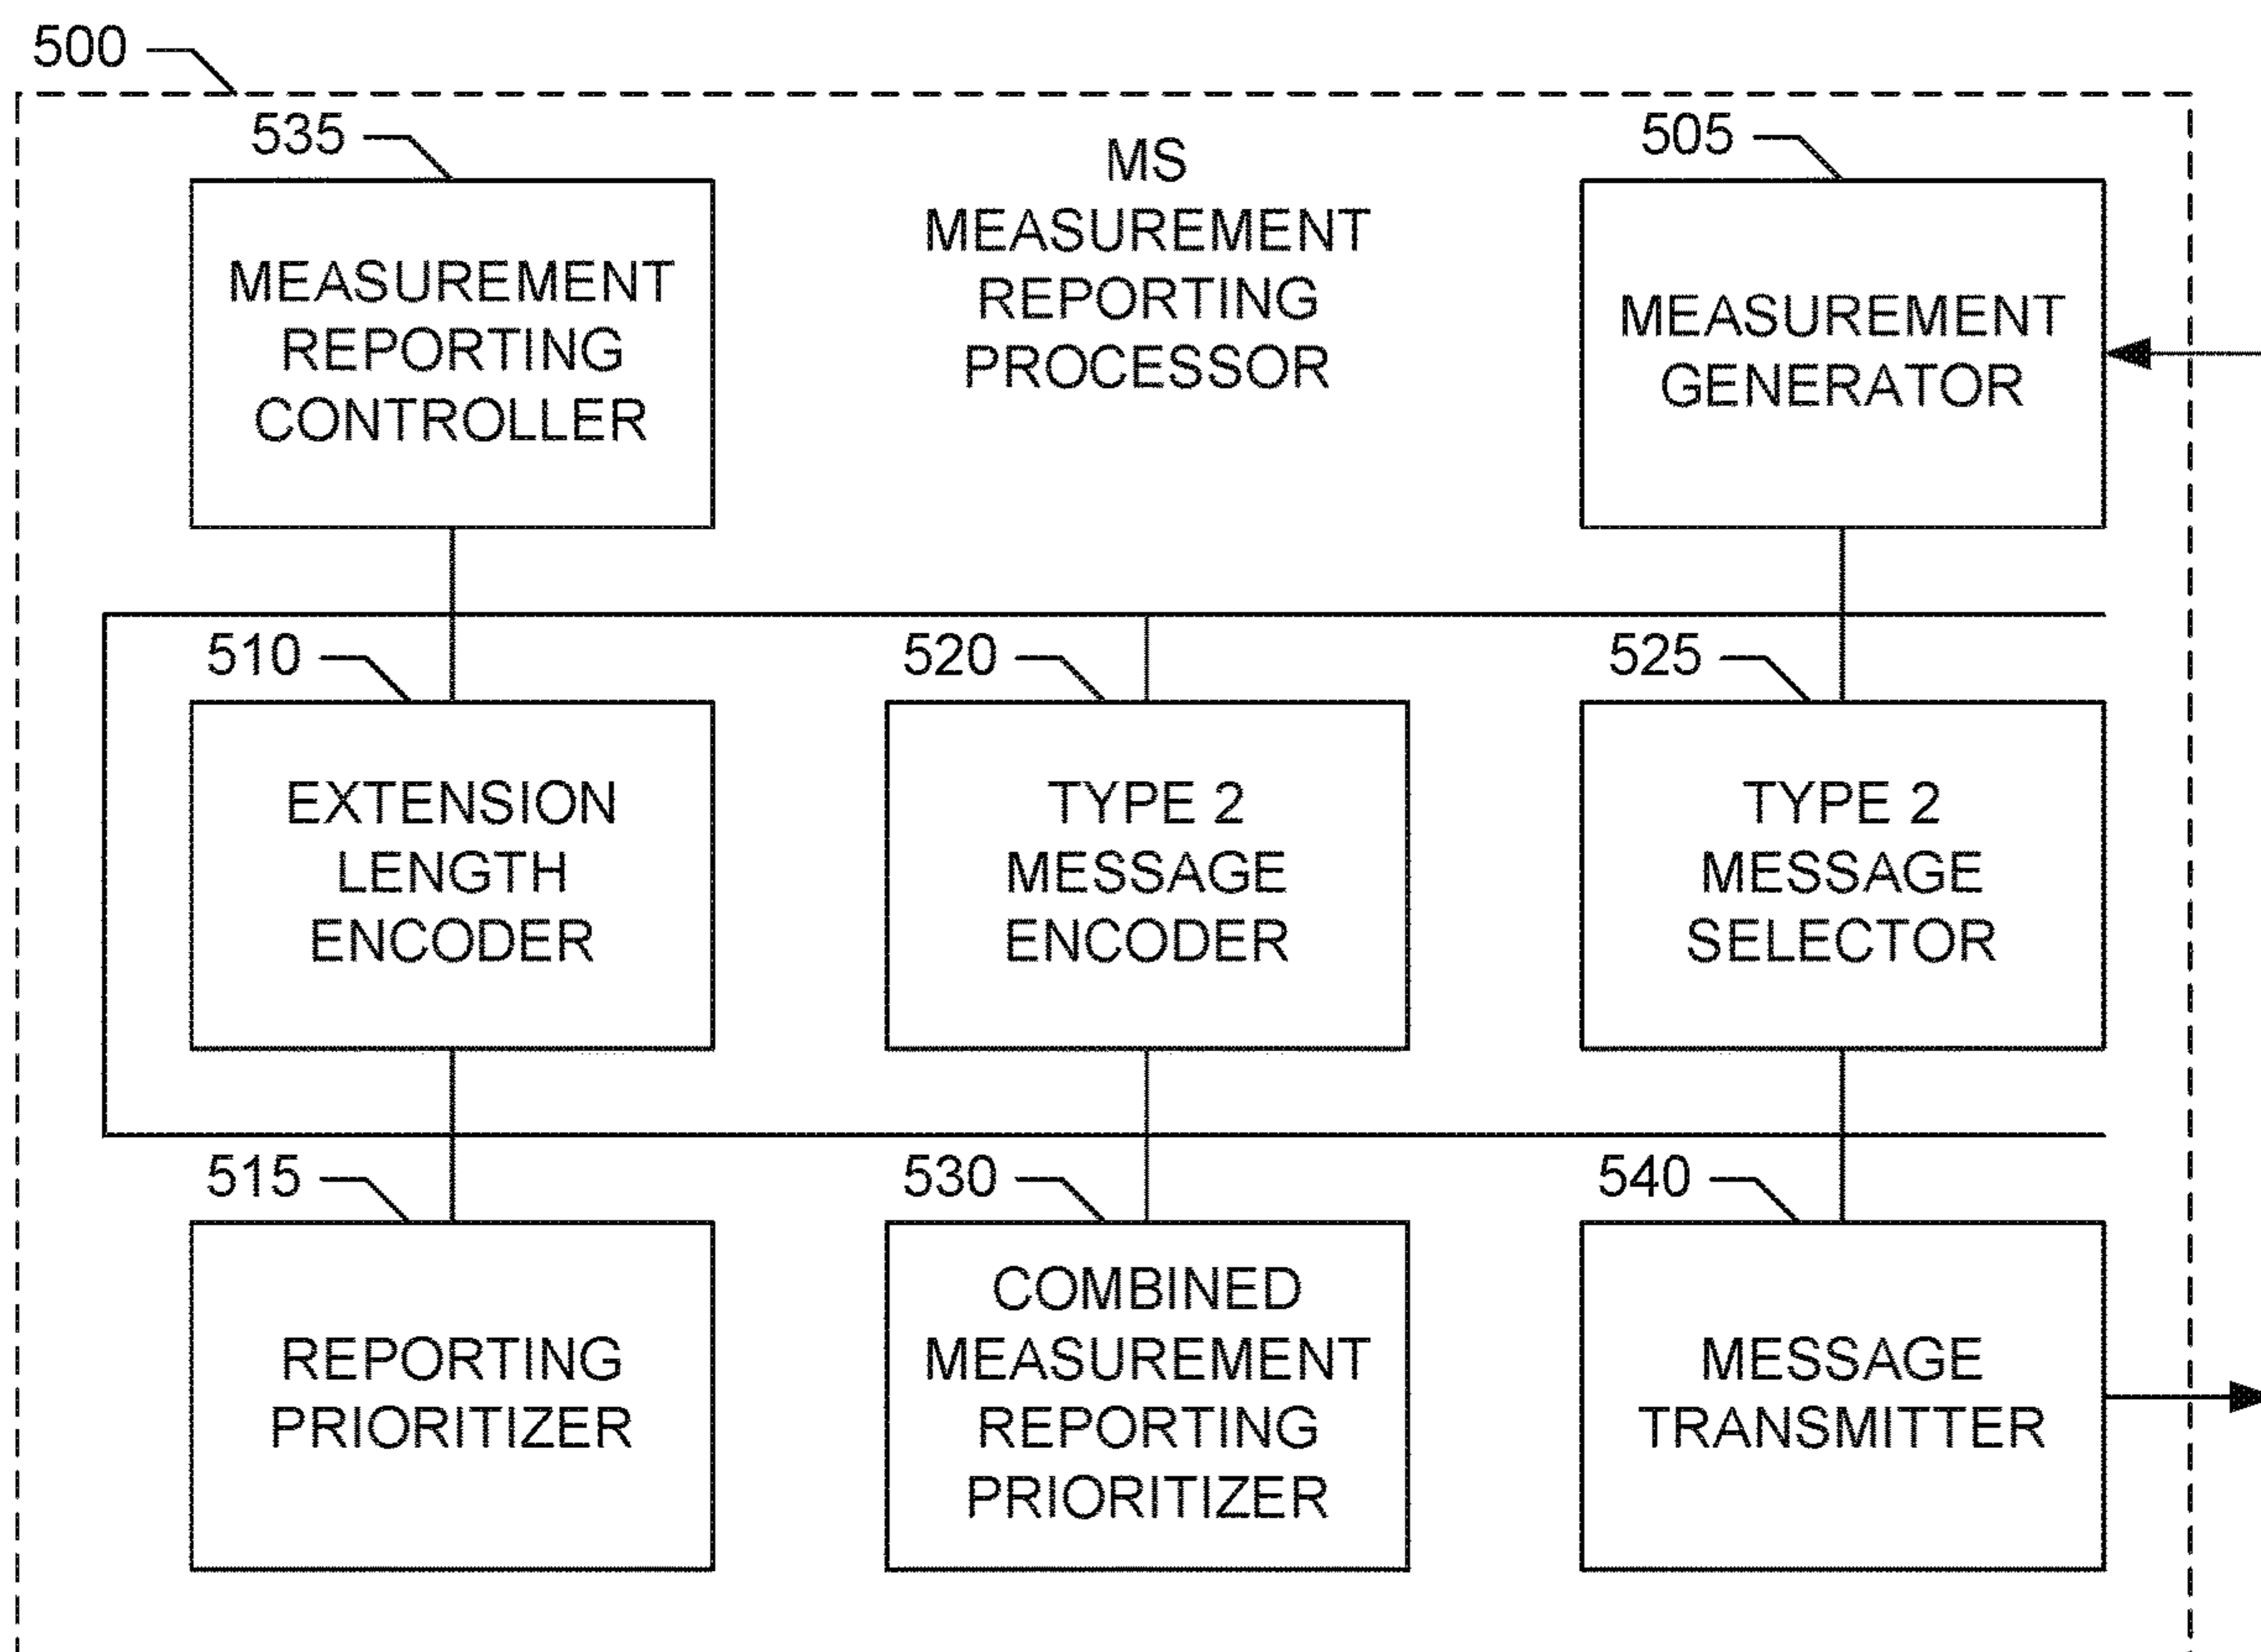 500
535
MEASUREMENT
REPORTING
CONTROLLER
MS
MEASUREMENT
REPORTING
PROCESSOR
505
MEASUREMENT
GENERATOR
510
EXTENSION
LENGTH
ENCODER
520
TYPE 2
MESSAGE
ENCODER
525
TYPE 2
MESSAGE
SELECTOR
515
REPORTING
PRIORITIZER
530
COMBINED
MEASUREMENT
REPORTING
PRIORITIZER
540
MESSAGE
TRANSMITTER